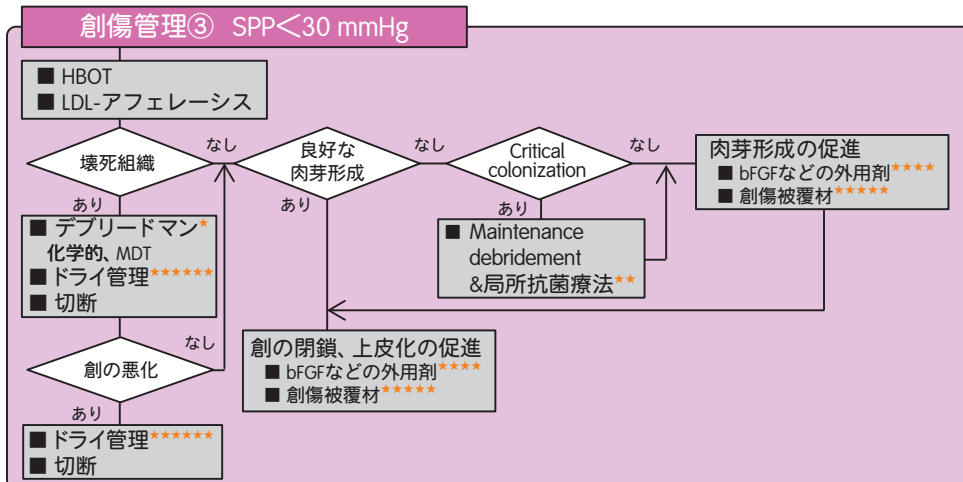 創傷管理③ SPP<30 mmHg
■ HBOT
■ LDL-アフェレーシス
壊死組織
なし
あり
■ デブリードマン★
化学的、MDT
■ ドライ管理★★★★★★
■ 切断
創の悪化
なし
あり
■ ドライ管理★★★★★★
■ 切断
良好な
肉芽形成
なし
あり
Critical
colonization
なし
あり
■ Maintenance
debridement
&局所抗菌療法★★
肉芽形成の促進
■ bFGFなどの外用剤★★★★
■ 創傷被覆材★★★★★
創の閉鎖、上皮化の促進
■ bFGFなどの外用剤★★★★
■ 創傷被覆材★★★★★